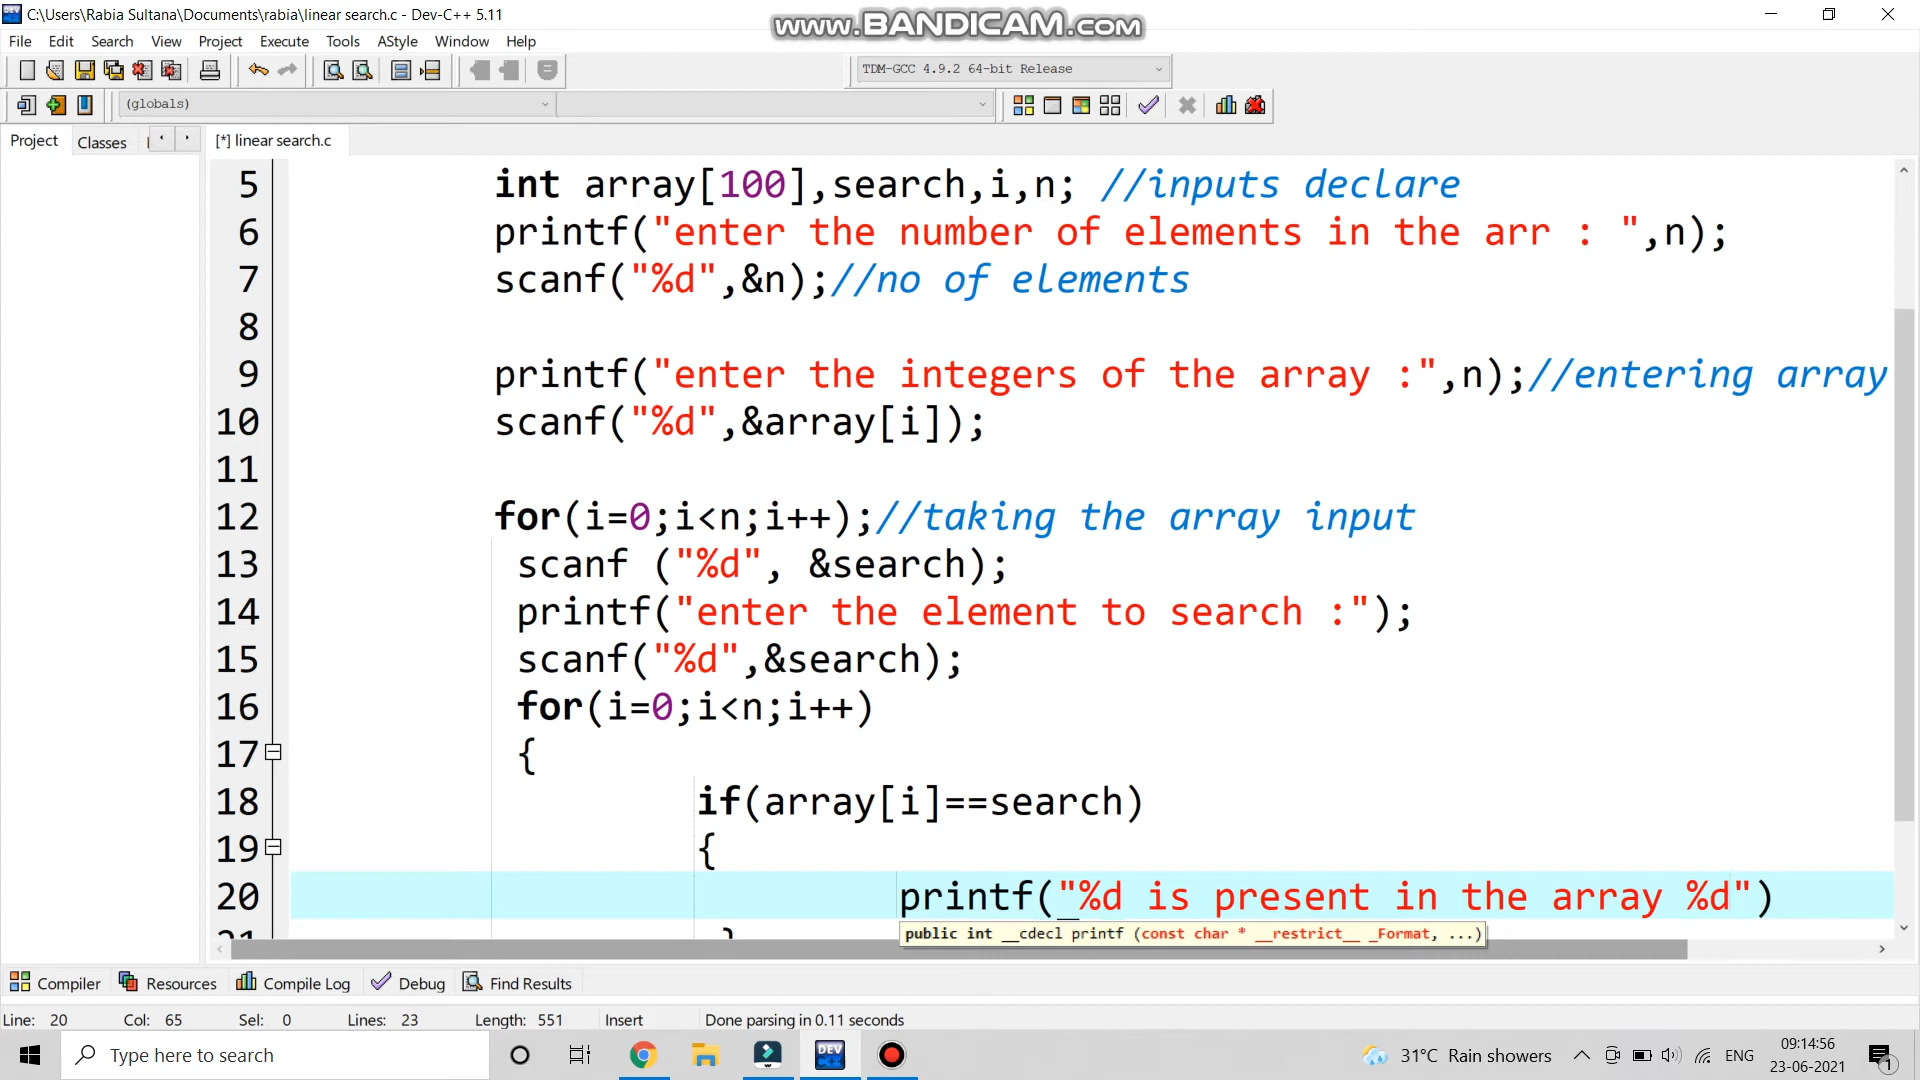 C:\Users\Rabia Sultana\Documents\rabia\linear search.c - Dev-C++ 5.11
www.BANDICAM.com
File Edit Search View Project Execute Tools AStyle Window Help
TDM-GCC 4.9.2 64-bit Release
(globals)
Project Classes
[*] linear search.c
5 int array[100],search,i,n; //inputs declare
6 printf("enter the number of elements in the arr : ",n);
7 scanf("%d",&n);//no of elements
8
9 printf("enter the integers of the array :",n);//entering array
10 scanf("%d",&array[i]);
11
12 for(i=0;i<n;i++);//taking the array input
13 scanf ("%d", &search);
14 printf("enter the element to search :");
15 scanf("%d",&search);
16 for(i=0;i<n;i++)
17 {
18 if(array[i]==search)
19 {
20 printf("%d is present in the array %d")
21 }
public int __cdecl printf (const char * __restrict__ _Format, ...)
Compiler Resources Compile Log Debug Find Results
Line: 20 Col: 65 Sel: 0 Lines: 23 Length: 551 Insert Done parsing in 0.11 seconds
Type here to search
DEV C++
31°C Rain showers
ENG
09:14:56
23-06-2021
1